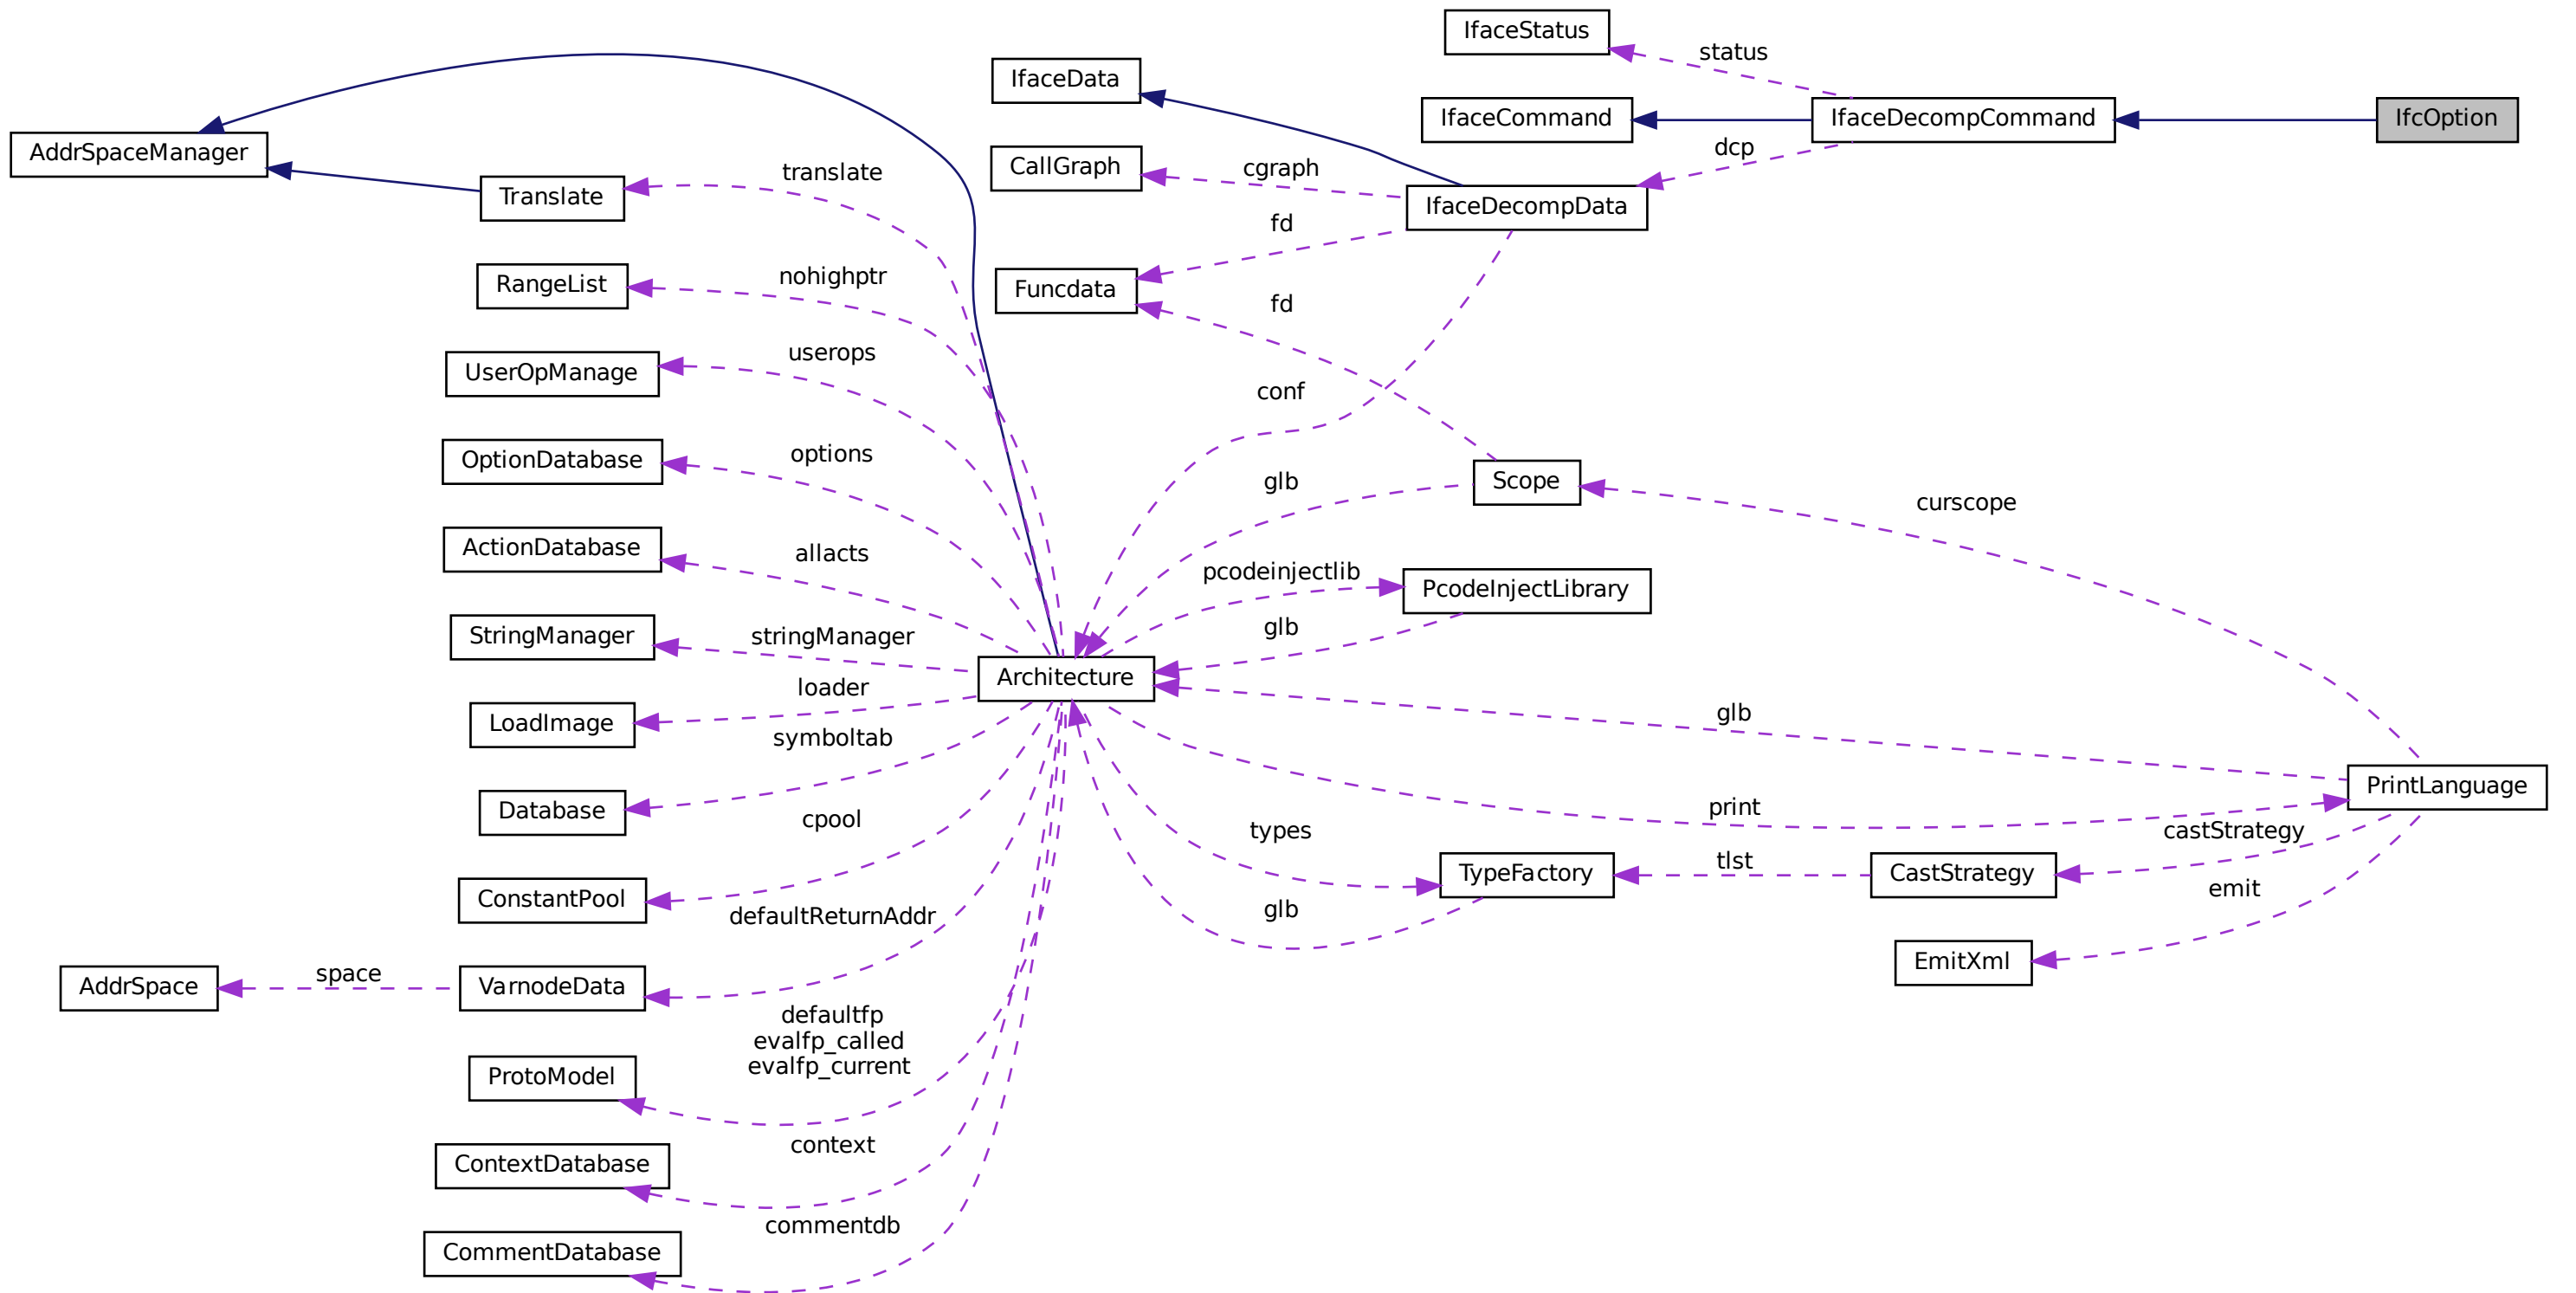 IfaceStatus
status
IfaceData
IfaceCommand
IfaceDecompCommand
IfcOption
AddrSpaceManager
CallGraph
cgraph
dcp
translate
Translate
IfaceDecompData
fd
RangeList
nohighptr
Funcdata
fd
userops
UserOpManage
conf
options
OptionDatabase
glb
Scope
curscope
allacts
ActionDatabase
pcodeinjectlib
PcodeInjectLibrary
stringManager
StringManager
glb
Architecture
loader
LoadImage
glb
symboltab
Database
PrintLanguage
print
cpool
types
castStrategy
ConstantPool
TypeFactory
tlst
CastStrategy
defaultReturnAddr
glb
emit
AddrSpace
space
VarnodeData
EmitXml
defaultfp
evalfp_called
evalfp_current
ProtoModel
context
ContextDatabase
commentdb
CommentDatabase